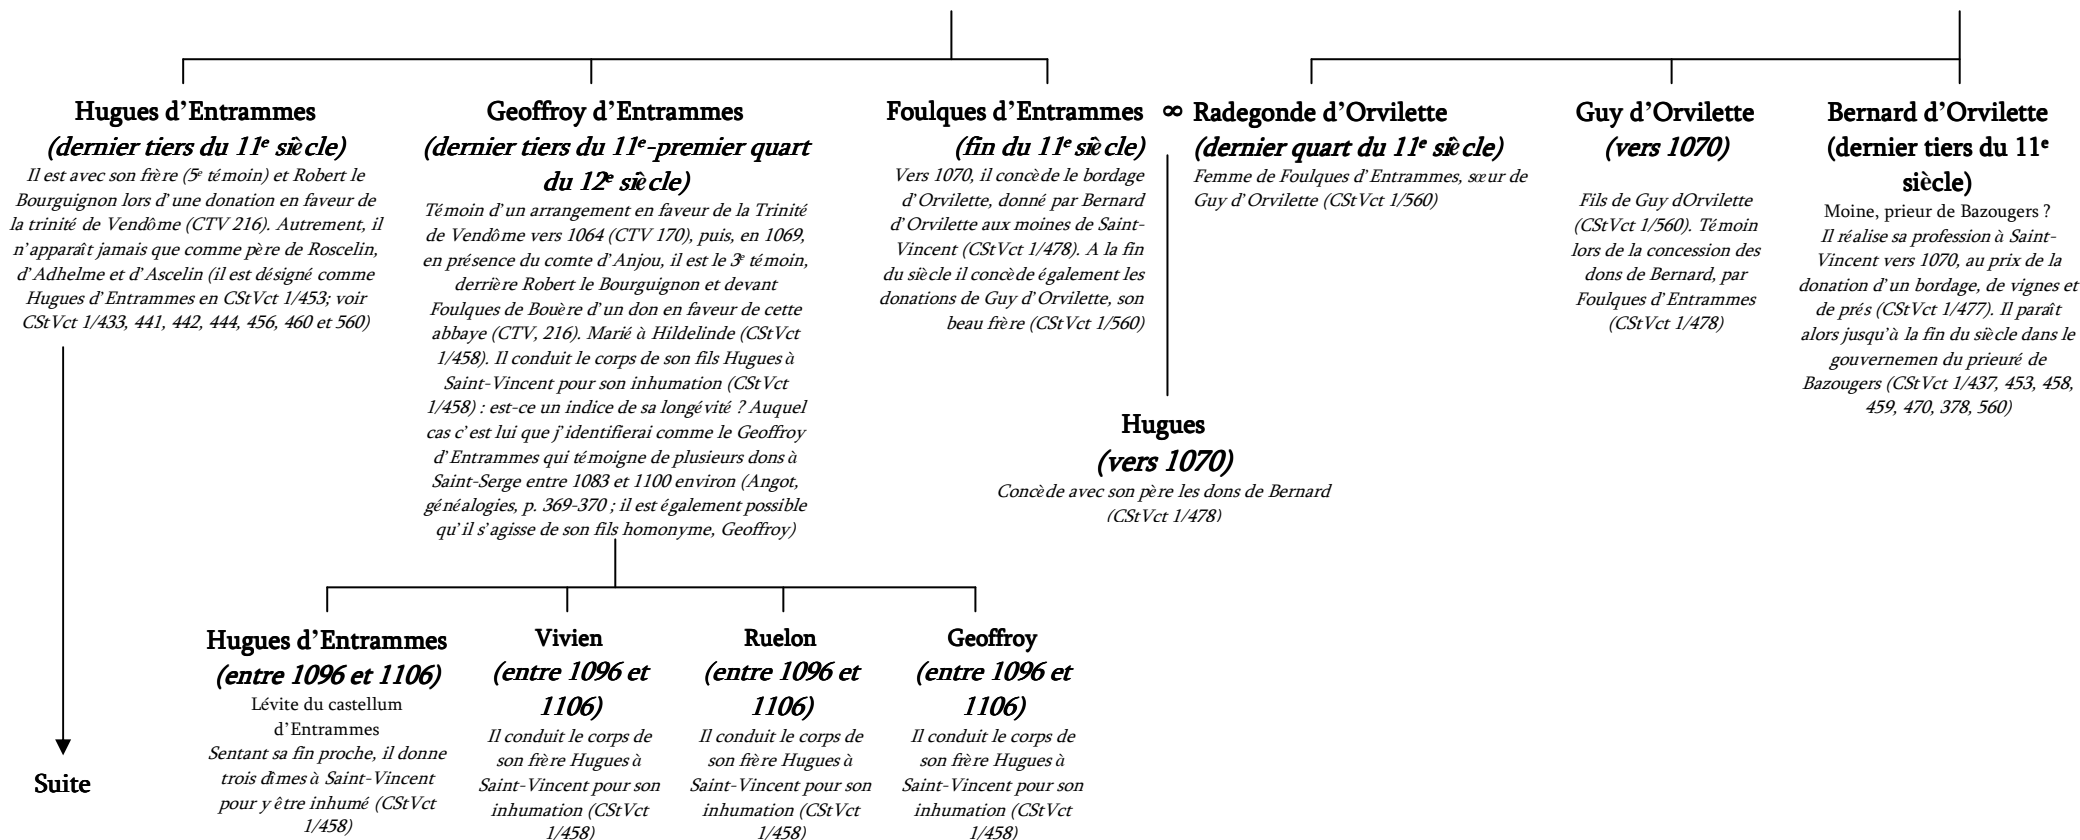 Hugues d'Entrammes
(dernier tiers du 11e siècle)
Il est avec son frère (5e témoin) et Robert le
Bourguignon lors d'une donation en faveur de
la trinité de Vendôme (CTV 216). Autrement, il
n'apparaît jamais que comme père de Roscelin,
d'Adhelme et d'Ascelin (il est désigné comme
Hugues d'Entrammes en CStVct 1/453; voir
CStVct 1/433, 441, 442, 444, 456, 460 et 560)
Geoffroy d'Entrammes
(dernier tiers du 11e-premier quart
du 12e siècle)
Témoin d'un arrangement en faveur de la Trinité
de Vendôme vers 1064 (CTV 170), puis, en 1069,
en présence du comte d'Anjou, il est le 3e témoin,
derrière Robert le Bourguignon et devant
Foulques de Bouère d'un don en faveur de cette
abbaye (CTV, 216). Marié à Hildelinde (CStVct
1/458). Il conduit le corps de son fils Hugues à
Saint-Vincent pour son inhumation (CStVct
1/458) : est-ce un indice de sa longévité ? Auquel
cas c'est lui que j'identifierai comme le Geoffroy
d'Entrammes qui témoigne de plusieurs dons à
Saint-Serge entre 1083 et 1100 environ (Angot,
généalogies, p. 369-370 ; il est également possible
qu'il s'agisse de son fils homonyme, Geoffroy)
Foulques d'Entrammes
(fin du 11e siècle)
Vers 1070, il concède le bordage
d'Orvilette, donné par Bernard
d'Orvilette aux moines de Saint-
Vincent (CStVct 1/478). A la fin
du siècle il concède également les
donations de Guy d'Orvilette, son
beau frère (CStVct 1/560)
∞
Radegonde d'Orvilette
(dernier quart du 11e siècle)
Femme de Foulques d'Entrammes, sœur de
Guy d'Orvilette (CStVct 1/560)
Guy d'Orvilette
(vers 1070)
Fils de Guy dOrvilette
(CStVct 1/560). Témoin
lors de la concession des
dons de Bernard, par
Foulques d'Entrammes
(CStVct 1/478)
Bernard d'Orvilette
(dernier tiers du 11e
siècle)
Moine, prieur de Bazougers ?
Il réalise sa profession à Saint-
Vincent vers 1070, au prix de la
donation d'un bordage, de vignes et
de prés (CStVct 1/477). Il paraît
alors jusqu'à la fin du siècle dans le
gouvernemen du prieuré de
Bazougers (CStVct 1/437, 453, 458,
459, 470, 378, 560)
Hugues
(vers 1070)
Concède avec son père les dons de Bernard
(CStVct 1/478)
Hugues d'Entrammes
(entre 1096 et 1106)
Lévite du castellum
d'Entrammes
Sentant sa fin proche, il donne
trois dîmes à Saint-Vincent
pour y être inhumé (CStVct
1/458)
Vivien
(entre 1096 et
1106)
Il conduit le corps de
son frère Hugues à
Saint-Vincent pour son
inhumation (CStVct
1/458)
Ruelon
(entre 1096 et
1106)
Il conduit le corps de
son frère Hugues à
Saint-Vincent pour son
inhumation (CStVct
1/458)
Geoffroy
(entre 1096 et
1106)
Il conduit le corps de
son frère Hugues à
Saint-Vincent pour son
inhumation (CStVct
1/458)
Suite